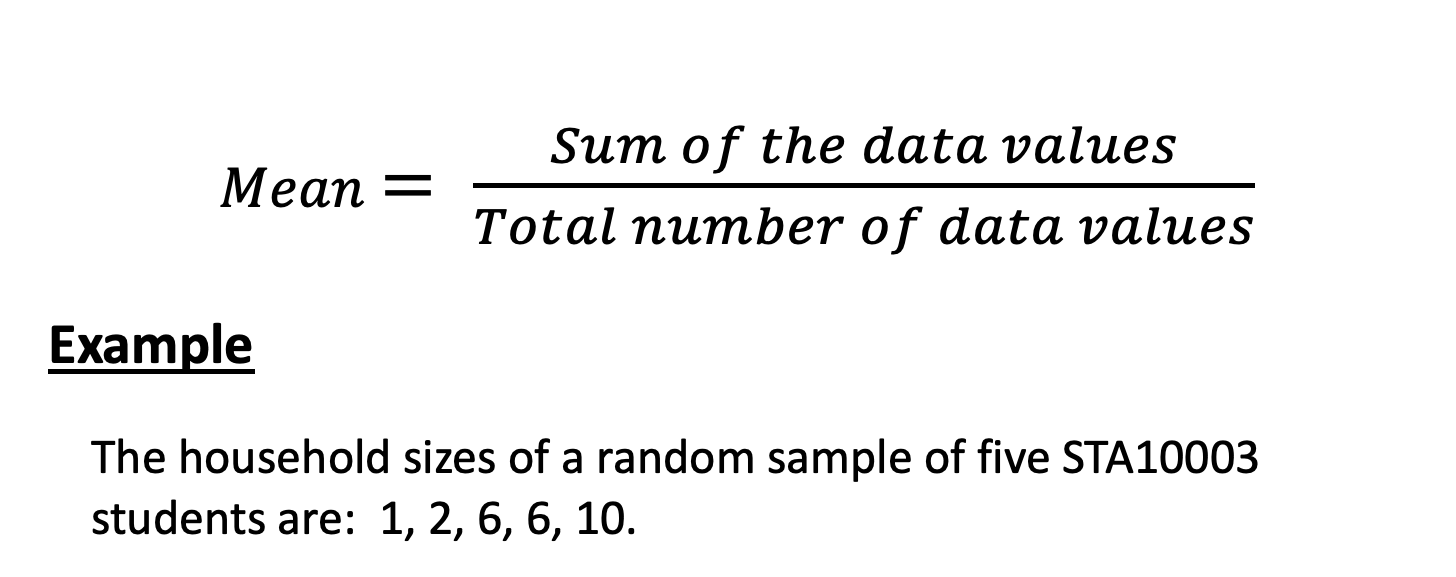 Mean = Sum of the data values / Total number of data values
Example
The household sizes of a random sample of five STA10003
students are: 1, 2, 6, 6, 10.